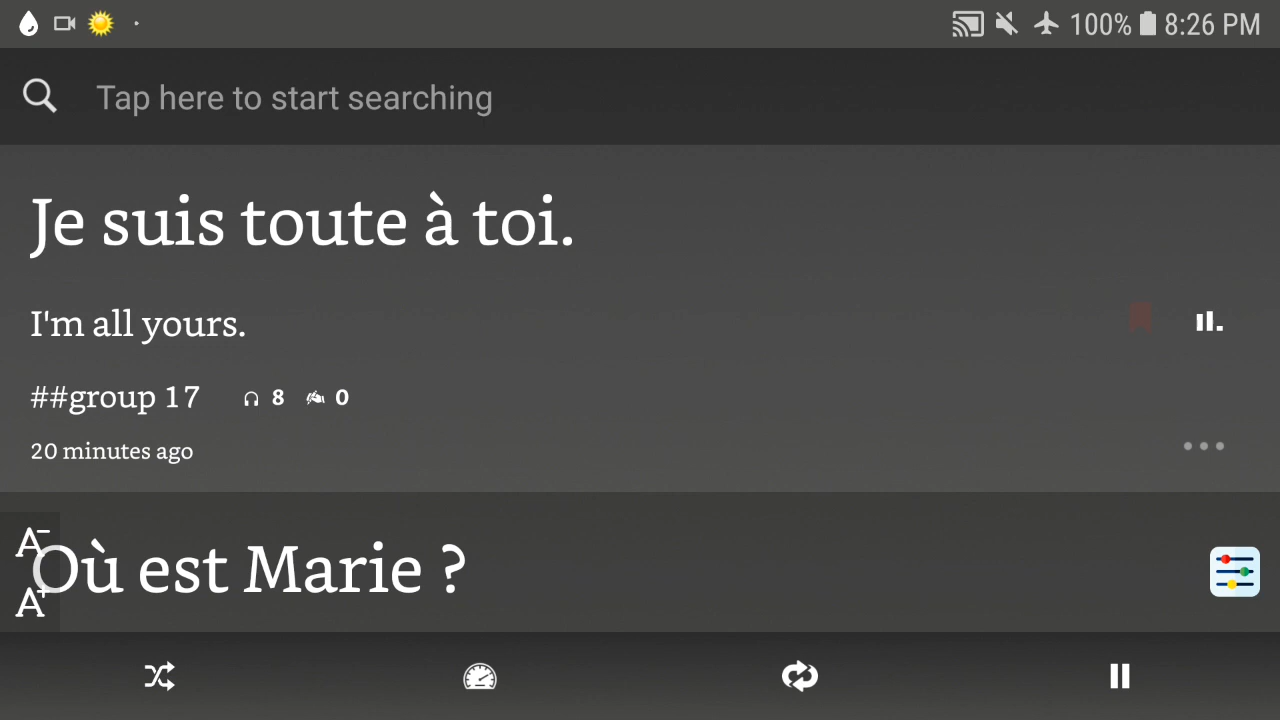 100% 8:26 PM
Tap here to start searching
Je suis toute à toi.
I'm all yours.
##group 17 8 0
20 minutes ago
A-
Où est Marie ?
A+